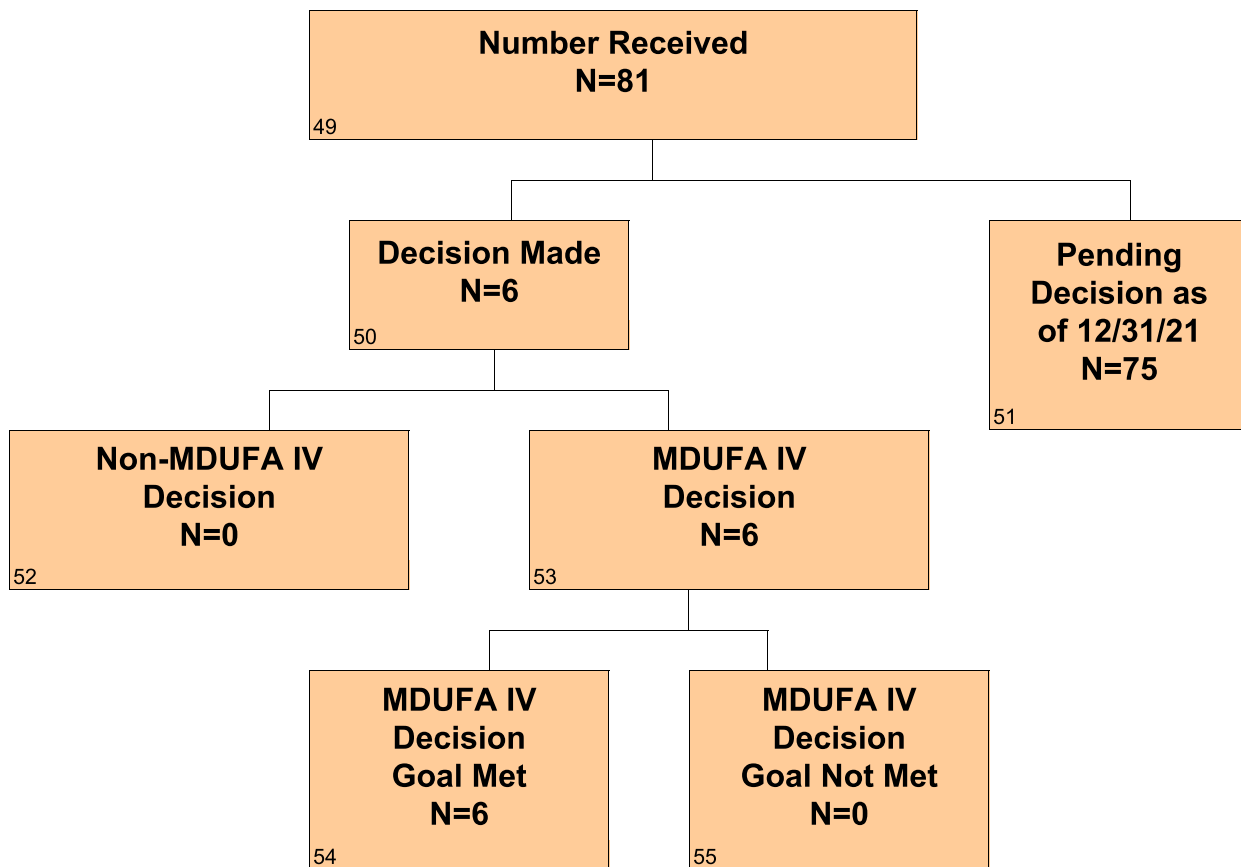 Number Received
N=81
49
Decision Made
N=6
50
Pending
Decision as
of 12/31/21
N=75
51
Non-MDUFA IV
Decision
N=0
52
MDUFA IV
Decision
N=6
53
MDUFA IV
Decision
Goal Met
N=6
54
MDUFA IV
Decision
Goal Not Met
N=0
55